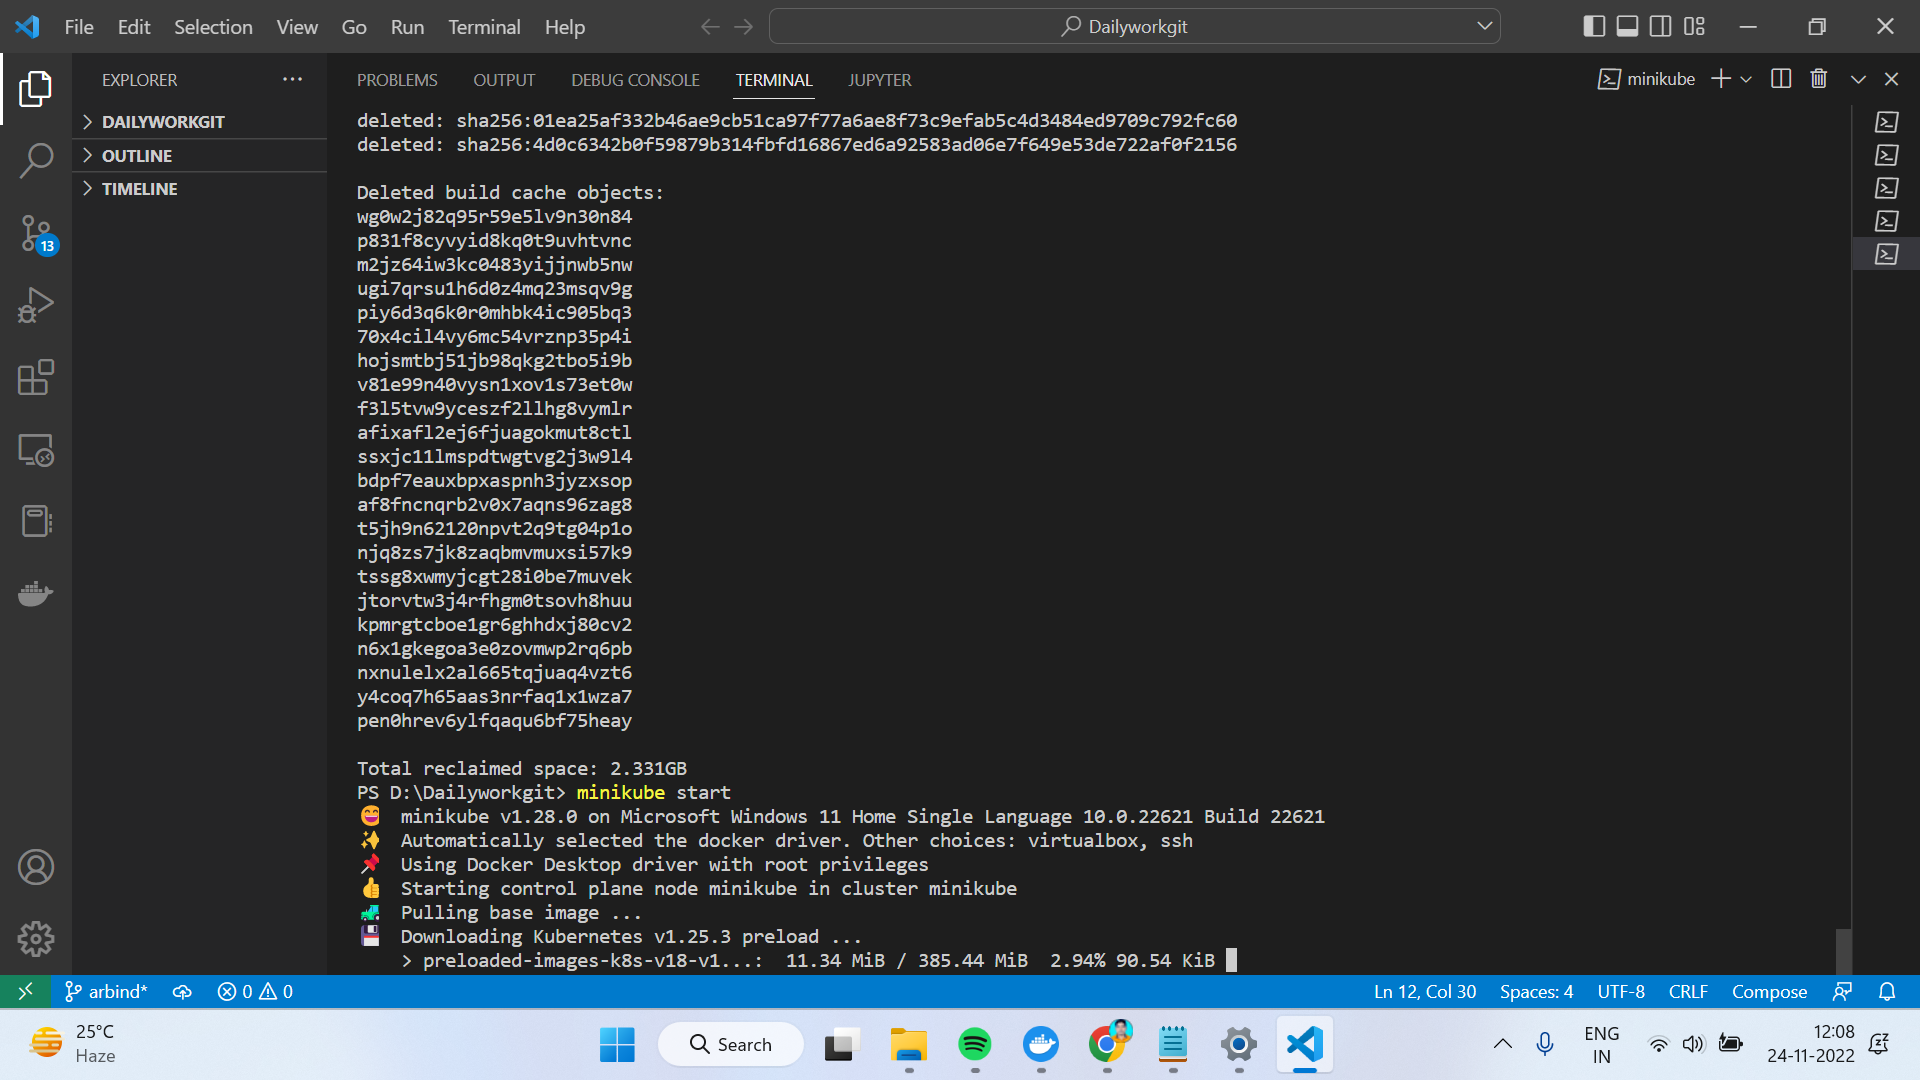 File Edit Selection View Go Run Terminal Help
Dailyworkgit
EXPLORER
DAILYWORKGIT
OUTLINE
TIMELINE
13
PROBLEMS OUTPUT DEBUG CONSOLE TERMINAL JUPYTER
minikube
deleted: sha256:01ea25af332b46ae9cb51ca97f77a6ae8f73c9efab5c4d3484ed9709c792fc60
deleted: sha256:4d0c6342b0f59879b314fbfd16867ed6a92583ad06e7f649e53de722af0f2156
Deleted build cache objects:
wg0w2j82q95r59e5lv9n30n84
p831f8cyvyid8kq0t9uvhtvnc
m2jz64iw3kc0483yijjnwb5nw
ugi7qrsu1h6d0z4mq23msqv9g
piy6d3q6k0r0mhbk4ic905bq3
70x4cil4vy6mc54vrznp35p4i
hojsmtbj51jb98qkg2tbo5i9b
v81e99n40vysn1xov1s73et0w
f3l5tvw9yceszf2llhg8vymlr
afixafl2ej6fjuagokmut8ctl
ssxjc11lmspdtwgtvg2j3w9l4
bdpf7eauxbpxaspnh3jyzxsop
af8fncnqrb2v0x7aqns96zag8
t5jh9n62120npvt2q9tg04p1o
njq8zs7jk8zaqbmvmuxsi57k9
tssg8xwmyjcgt28i0be7muvek
jtorvtw3j4rfhgm0tsovh8huu
kpmrgtcboe1gr6ghhdxj80cv2
n6x1gkegoa3e0zovmwp2rq6pb
nxnulelx2al665tqjuaq4vzt6
y4coq7h65aas3nrfaq1x1wza7
pen0hrev6ylfqaqu6bf75heay
Total reclaimed space: 2.331GB
PS D:\Dailyworkgit> minikube start
😄 minikube v1.28.0 on Microsoft Windows 11 Home Single Language 10.0.22621 Build 22621
✨ Automatically selected the docker driver. Other choices: virtualbox, ssh
📌 Using Docker Desktop driver with root privileges
👍 Starting control plane node minikube in cluster minikube
🚜 Pulling base image ...
💾 Downloading Kubernetes v1.25.3 preload ...
> preloaded-images-k8s-v18-v1...: 11.34 MiB / 385.44 MiB 2.94% 90.54 KiB
arbind* 0 0 Ln 12, Col 30 Spaces: 4 UTF-8 CRLF Compose
25°C
Haze
Search
ENG
IN
12:08
24-11-2022